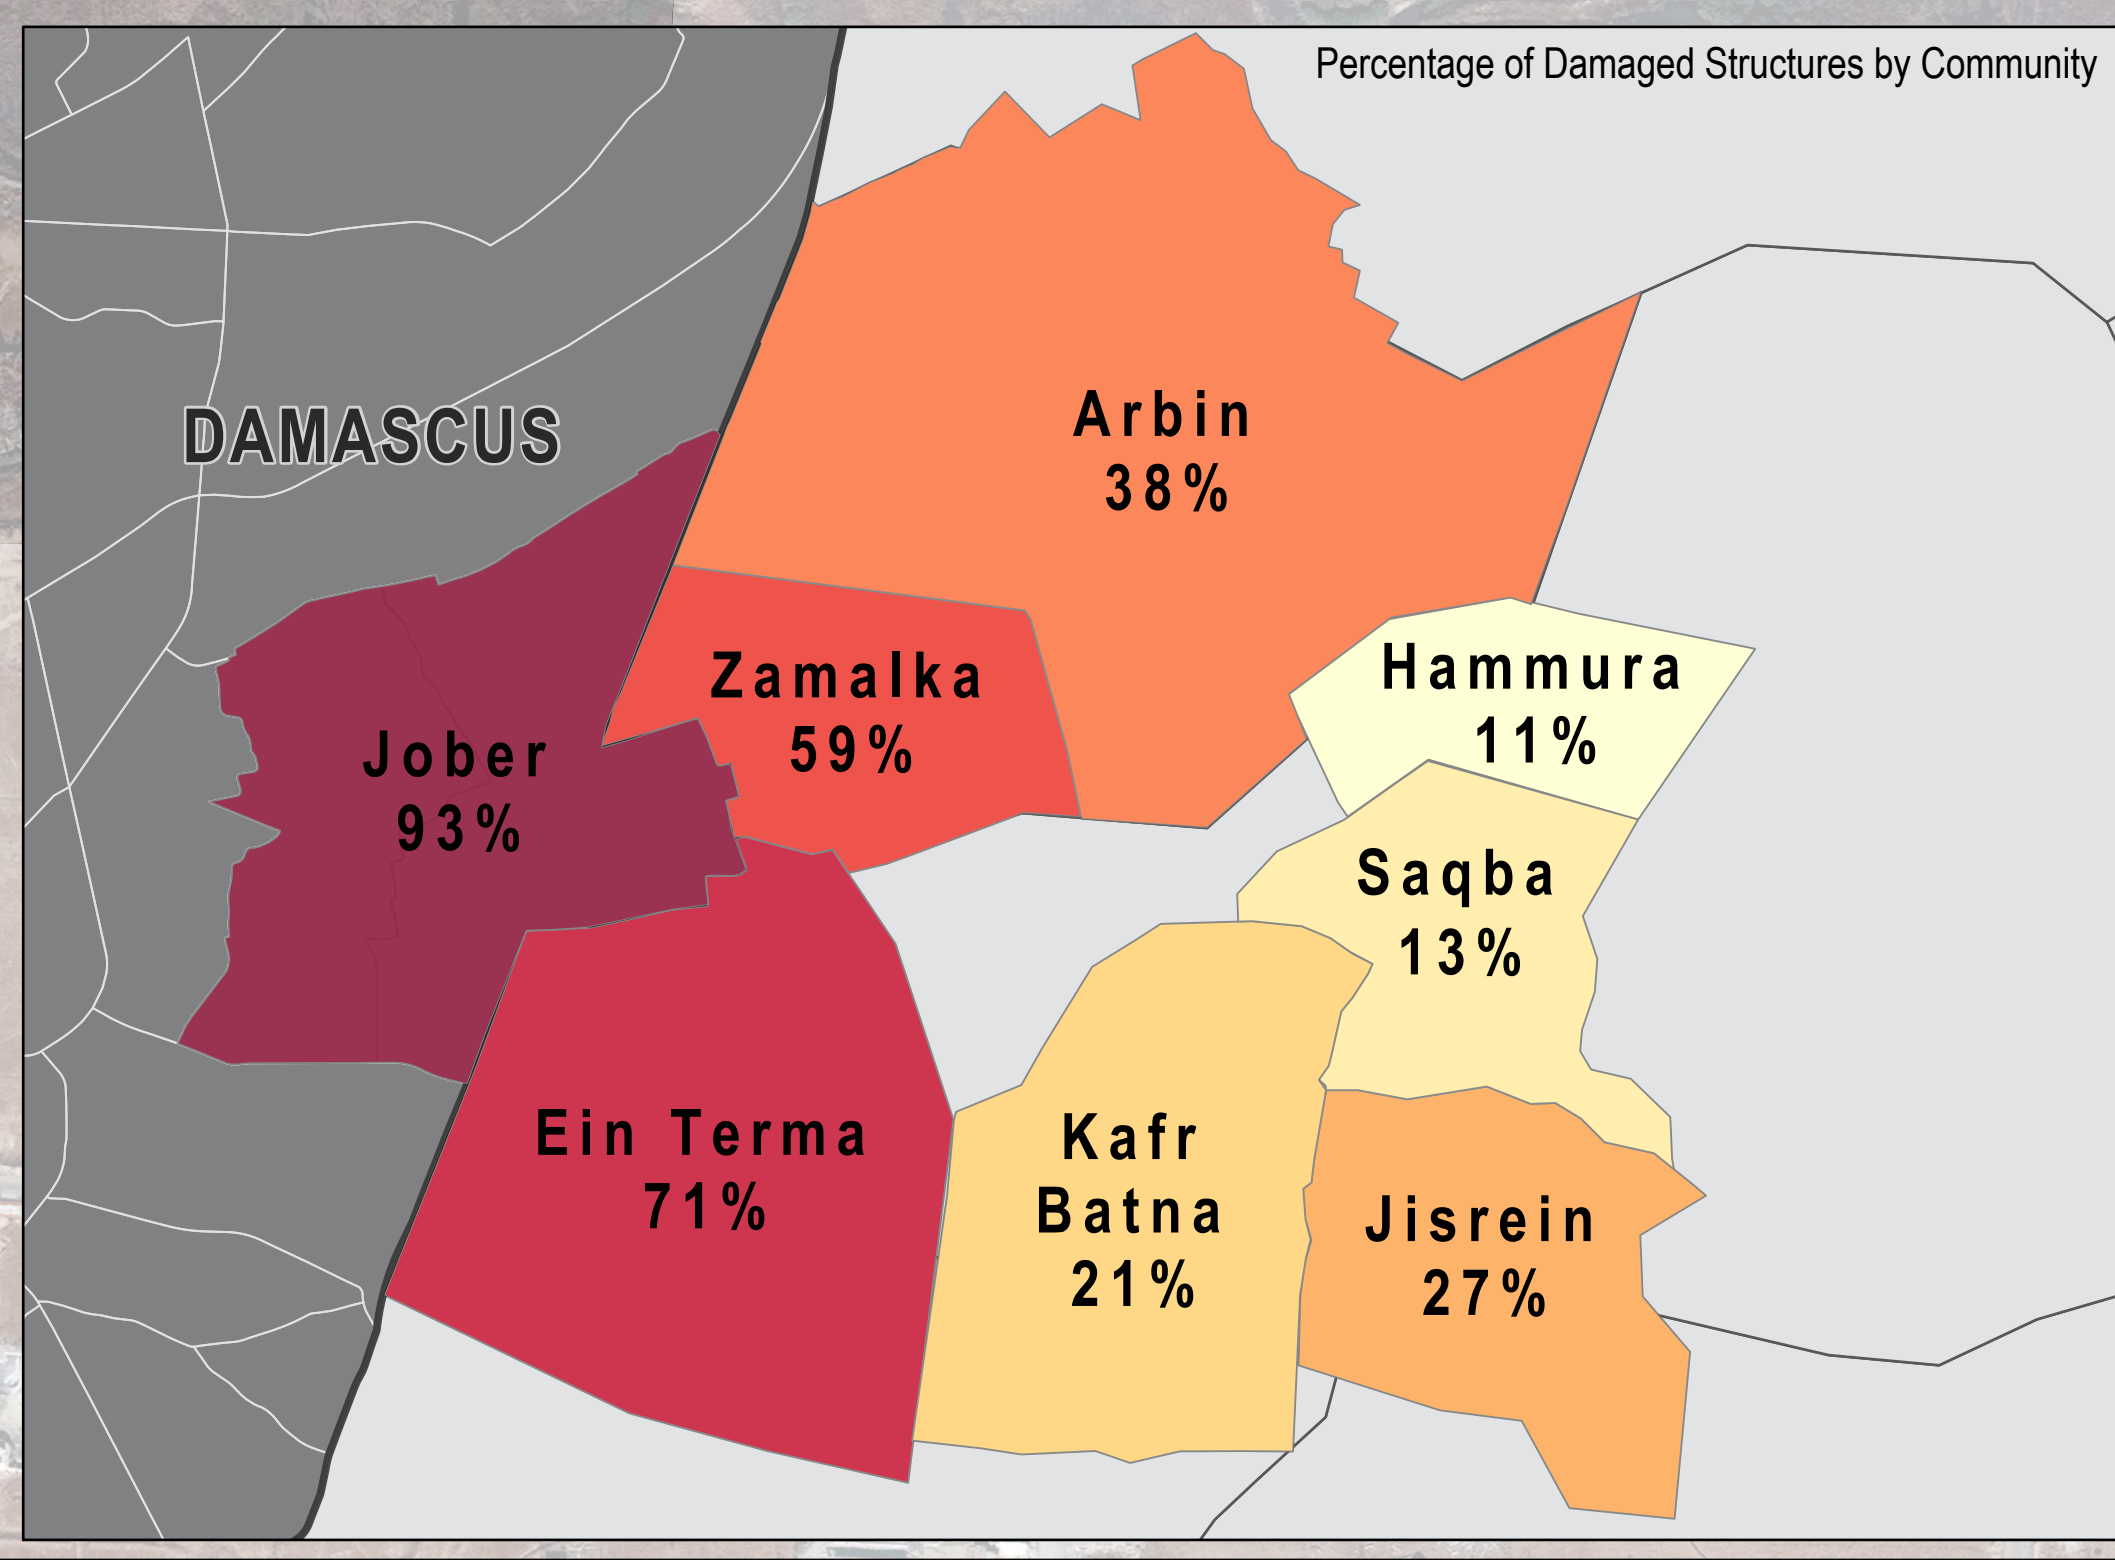 Percentage of Damaged Structures by Community
DAMASCUS
Arbin
38%
Zamalka
59%
Hammura
11%
Jober
93%
Saqba
13%
Ein Terma
71%
Kafr
Batna
21%
Jisrein
27%